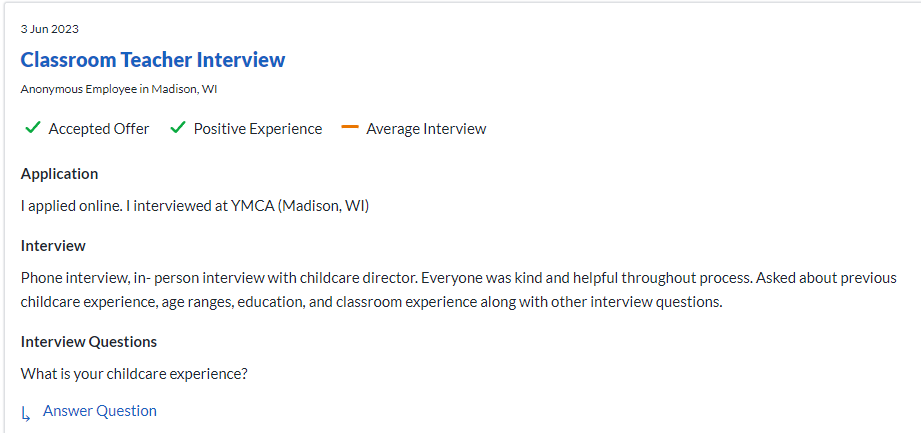 3 Jun 2023
Classroom Teacher Interview
Anonymous Employee in Madison, WI
Accepted Offer Positive Experience Average Interview
Application
I applied online. I interviewed at YMCA (Madison, WI)
Interview
Phone interview, in- person interview with childcare director. Everyone was kind and helpful throughout process. Asked about previous
childcare experience, age ranges, education, and classroom experience along with other interview questions.
Interview Questions
What is your childcare experience?
Answer Question